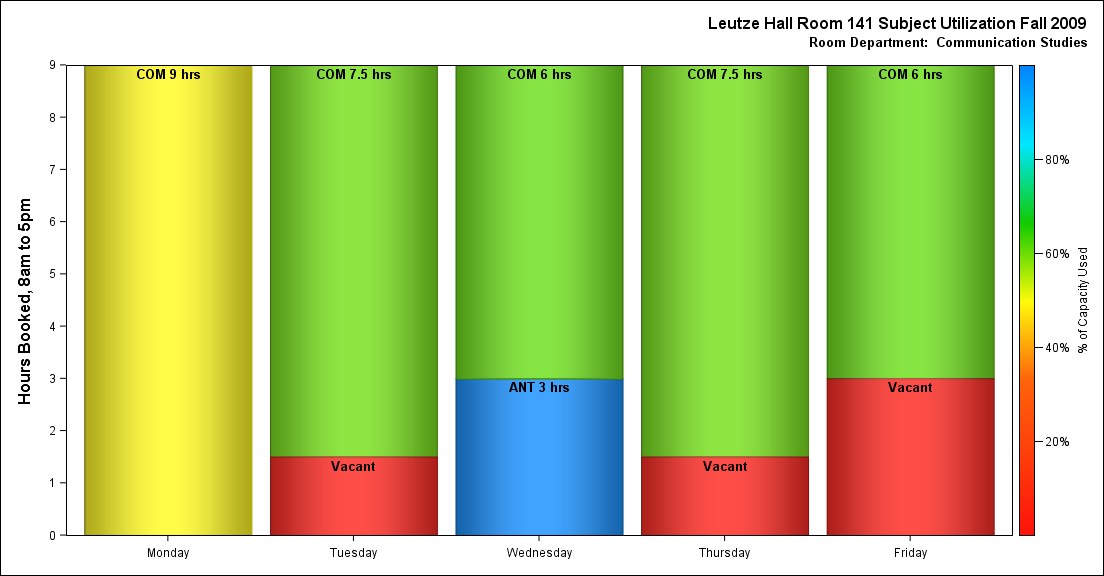 Leutze Hall Room 141 Subject Utilization Fall 2009
Room Department:  Communication Studies
Hours Booked, 8am to 5pm
9
8
7
6
5
4
3
2
1
0
COM 9 hrs
COM 7.5 hrs
COM 6 hrs
COM 7.5 hrs
COM 6 hrs
ANT 3 hrs
Vacant
Vacant
Vacant
Monday
Tuesday
Wednesday
Thursday
Friday
80%
60%
40%
20%
% of Capacity Used